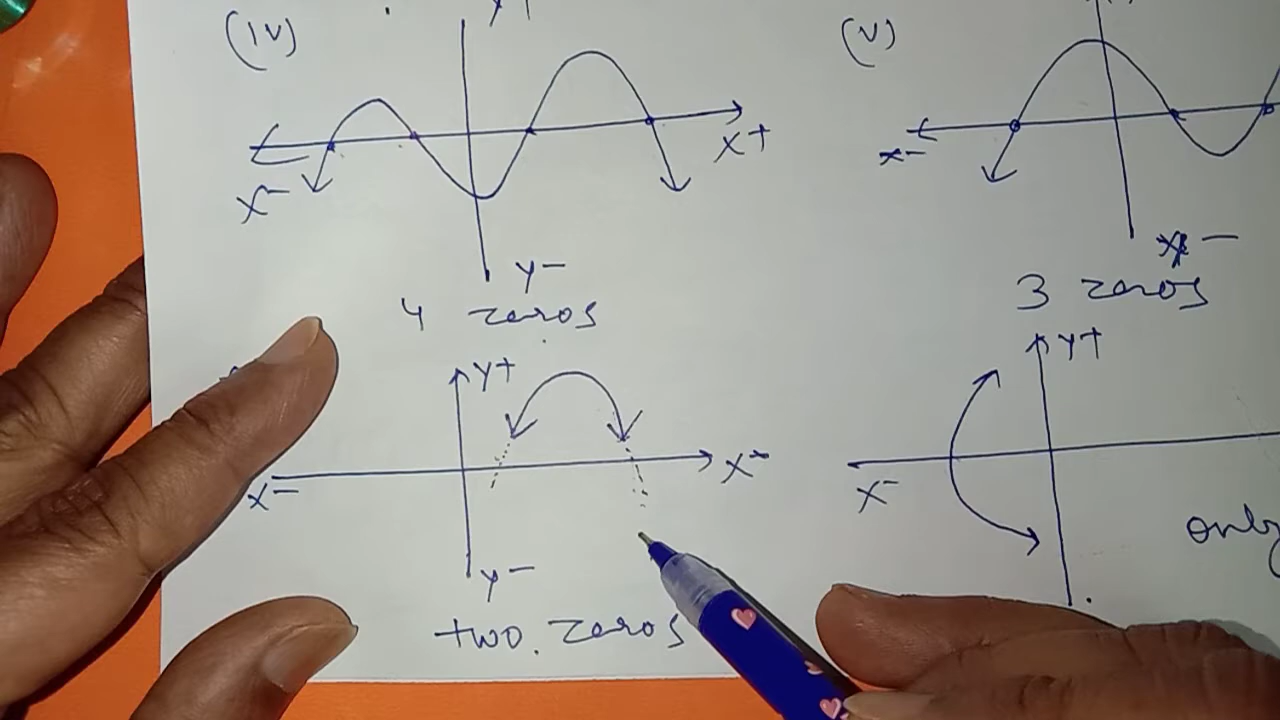 (iv)
X+
X-
y-
4 zeros
(v)
x-
3 zeros
y+
X-
y-
two. zeros
y+
X-
only